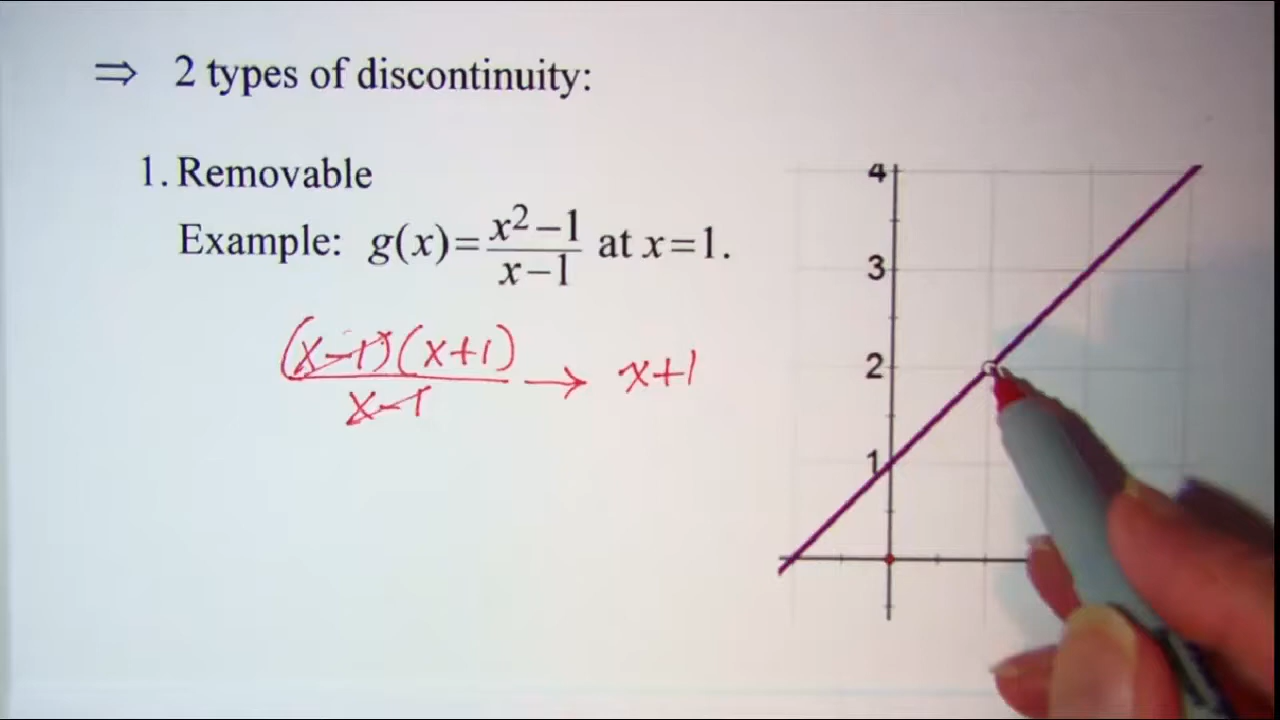 ⇒ 2 types of discontinuity:
1. Removable
Example: g(x)=x²−1/x−1 at x=1.
(x−1)(x+1)/x−1 → x+1
4
3
2
1